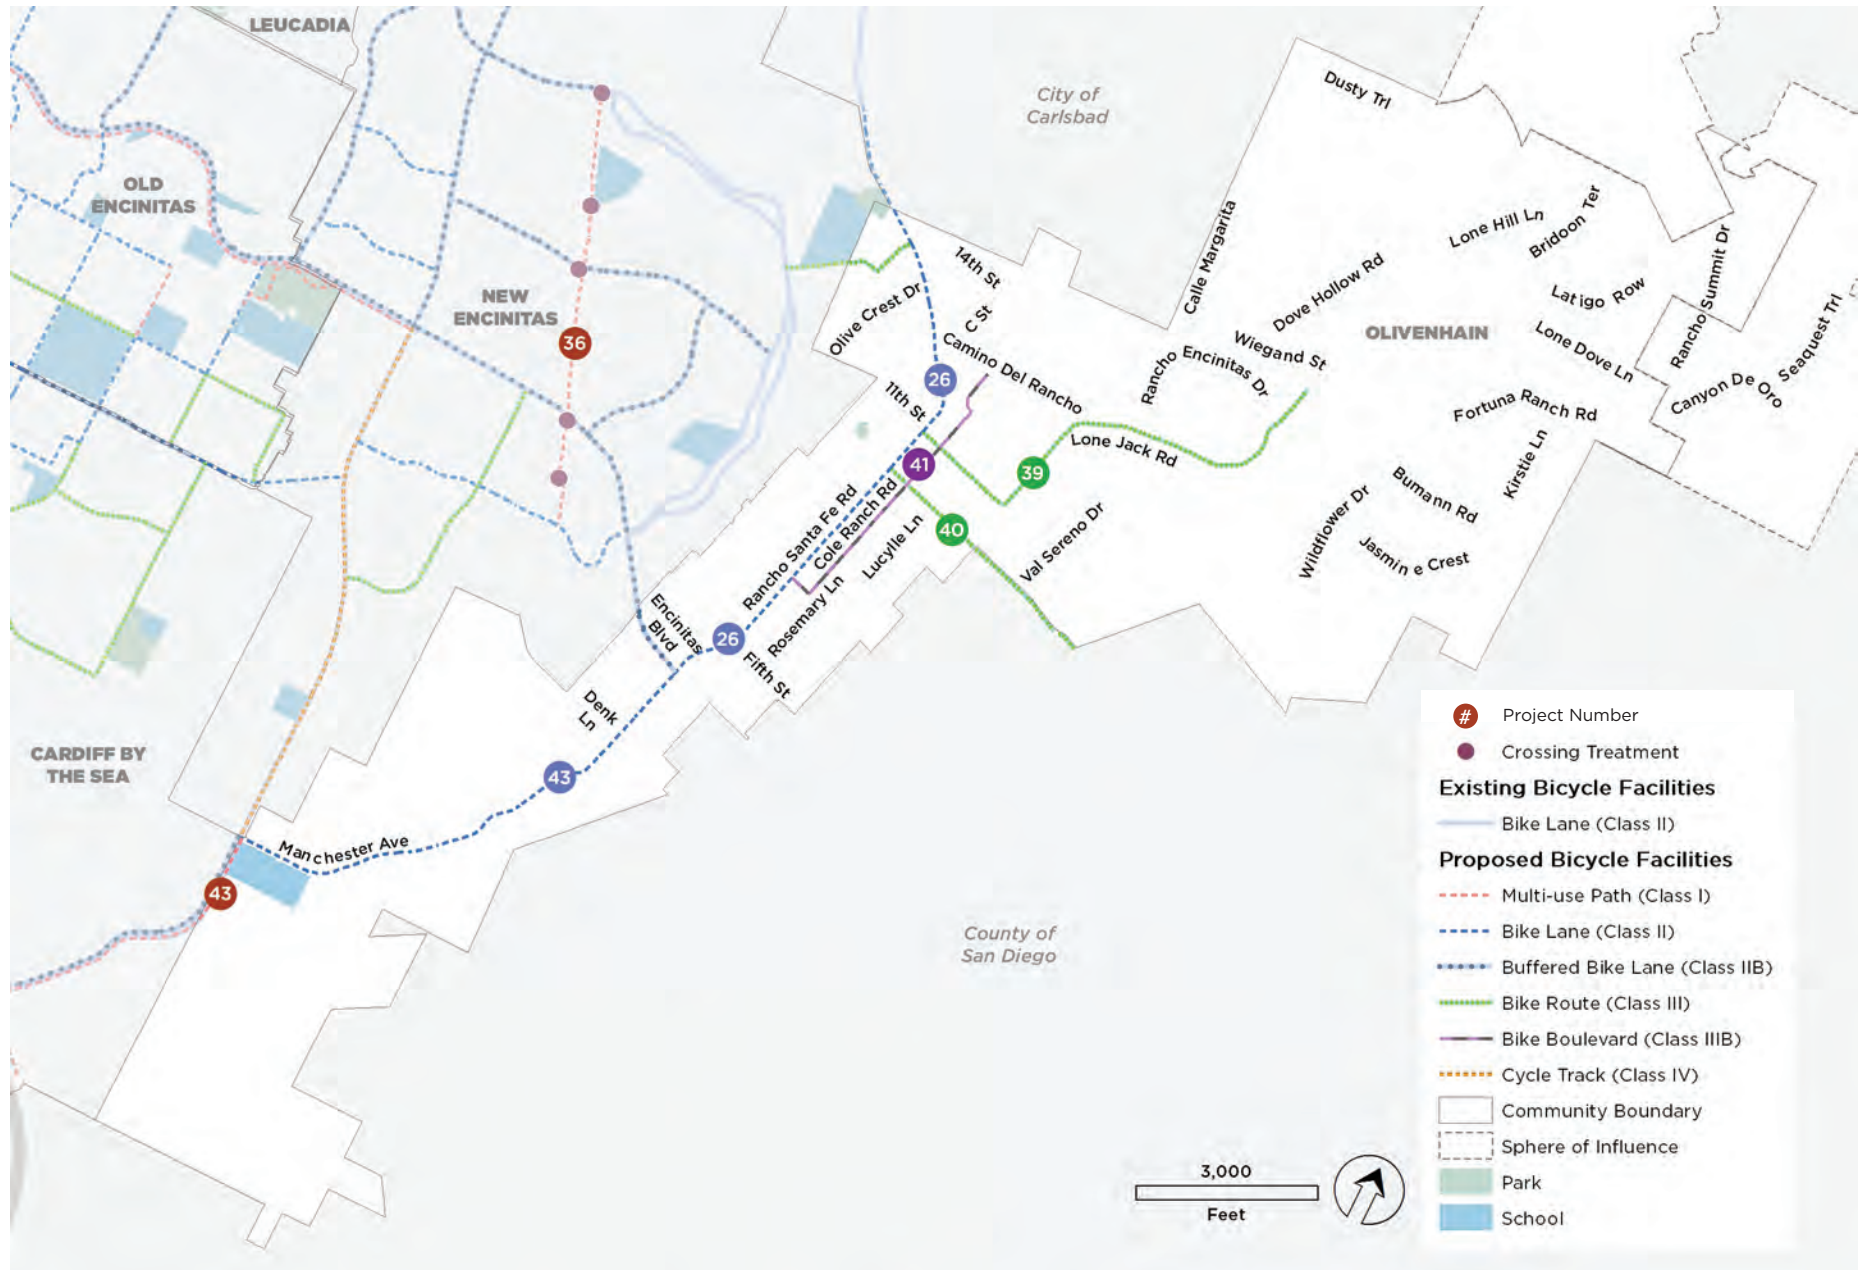 LEUCADIA
City of
Carlsbad
Dusty Trl
OLD
ENCINITAS
NEW
ENCINITAS
36
14th St
Olive Crest Dr
C St
Camino Del Rancho
26
11th St
Calle Margarita
Dove Hollow Rd
Wiegand St
Rancho Encinitas Dr
OLIVENHAIN
Lone Hill Ln
Bridoon Ter
Latigo Row
Lone Dove Ln
Rancho Summit Dr
Seaquest Trl
Canyon De Oro
Fortuna Ranch Rd
Kirstie Ln
Bumann Rd
Wildflower Dr
Jasmine Crest
Lone Jack Rd
39
41
40
Rancho Santa Fe Rd
Cole Ranch Rd
Lucylle Ln
Val Sereno Dr
Rosemary Ln
Encinitas
Blvd
26
Fifth St
Denk
Ln
43
CARDIFF BY
THE SEA
Manchester Ave
43
County of
San Diego
3,000
Feet
# Project Number
Crossing Treatment
Existing Bicycle Facilities
Bike Lane (Class II)
Proposed Bicycle Facilities
Multi-use Path (Class I)
Bike Lane (Class II)
Buffered Bike Lane (Class IIB)
Bike Route (Class III)
Bike Boulevard (Class IIIB)
Cycle Track (Class IV)
Community Boundary
Sphere of Influence
Park
School